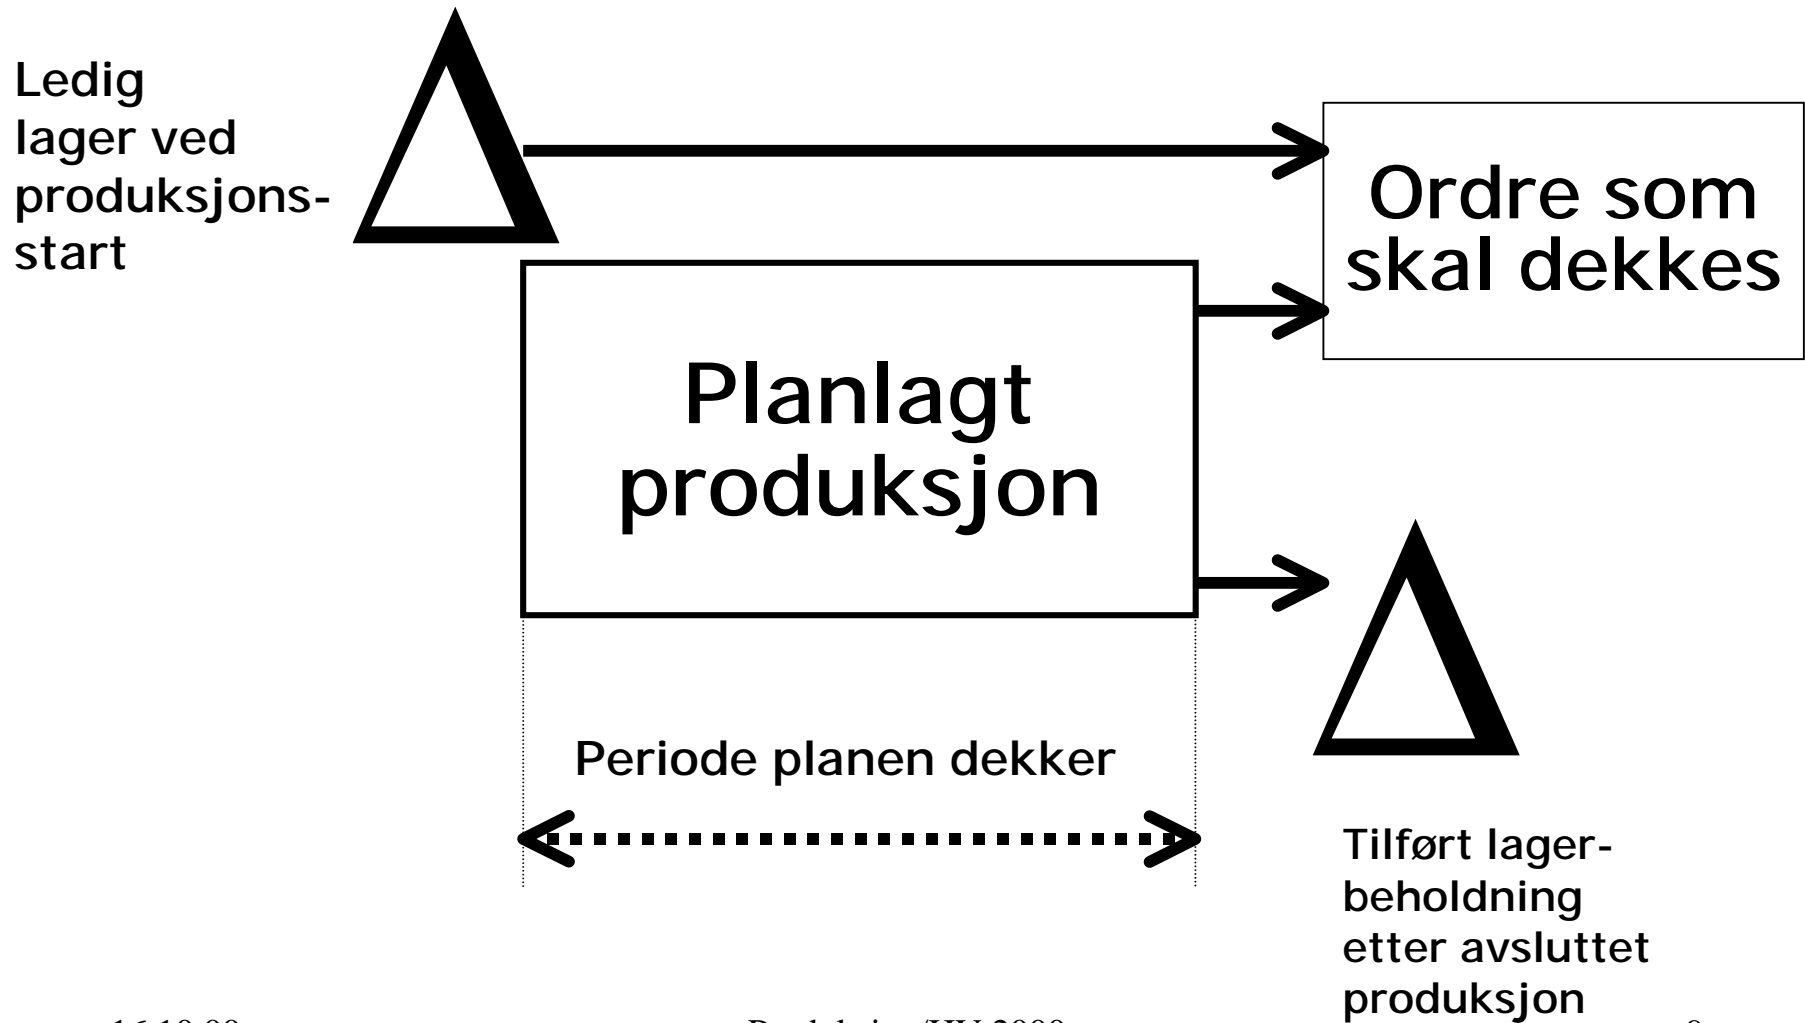 Ledig
lager ved
produksjons-
start
Ordre som
skal dekkes
Planlagt
produksjon
Periode planen dekker
Tilført lager-
beholdning
etter avsluttet
produksjon